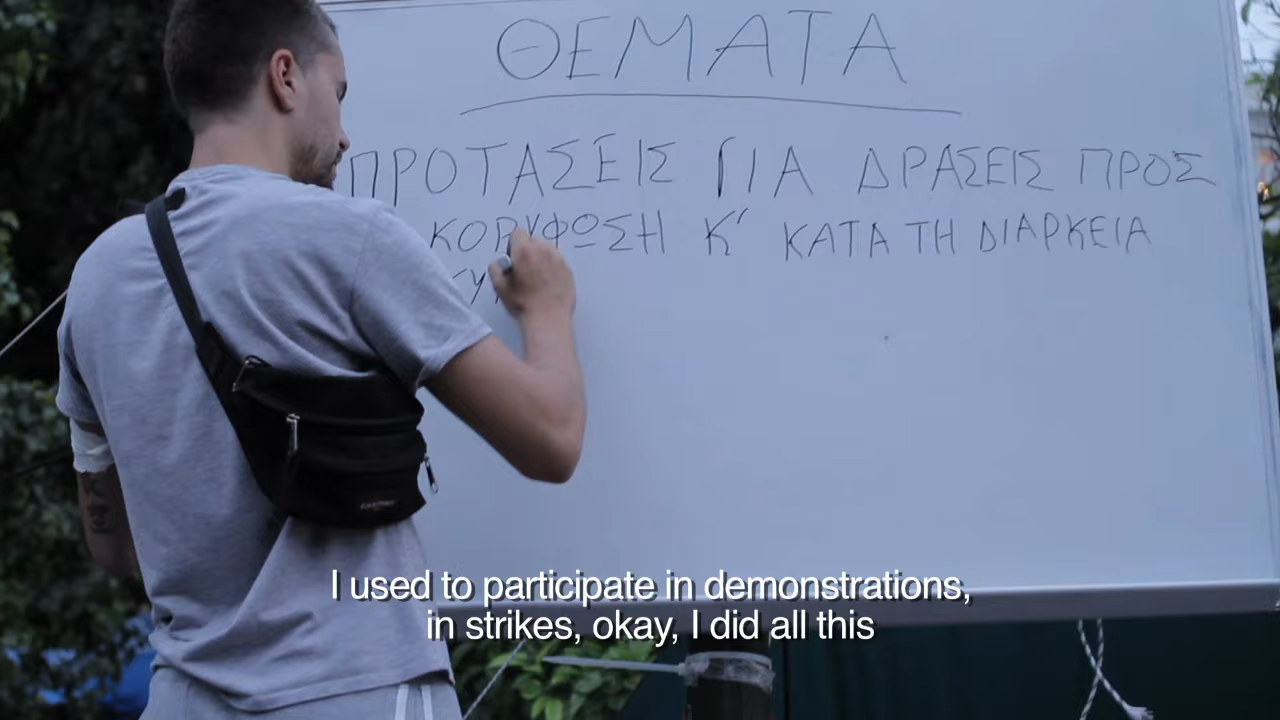 ΘΕΜΑΤΑ
ΠΡΟΤΑΣΕΙΣ ΓΙΑ ΔΡΑΣΕΙΣ ΠΡΟΣ
ΚΟΡΥΦΩΣΗ Κ' ΚΑΤΑ ΤΗ ΔΙΑΡΚΕΙΑ
I used to participate in demonstrations,
in strikes, okay, I did all this